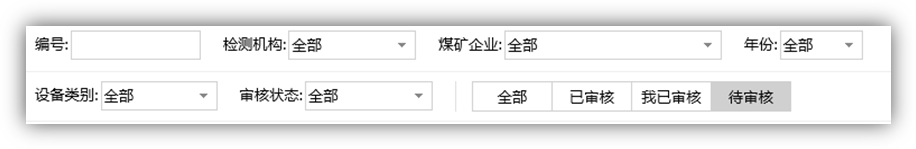 编号: 检测机构: 全部 煤矿企业: 全部 年份: 全部
设备类别: 全部 审核状态: 全部 全部 已审核 我已审核 待审核